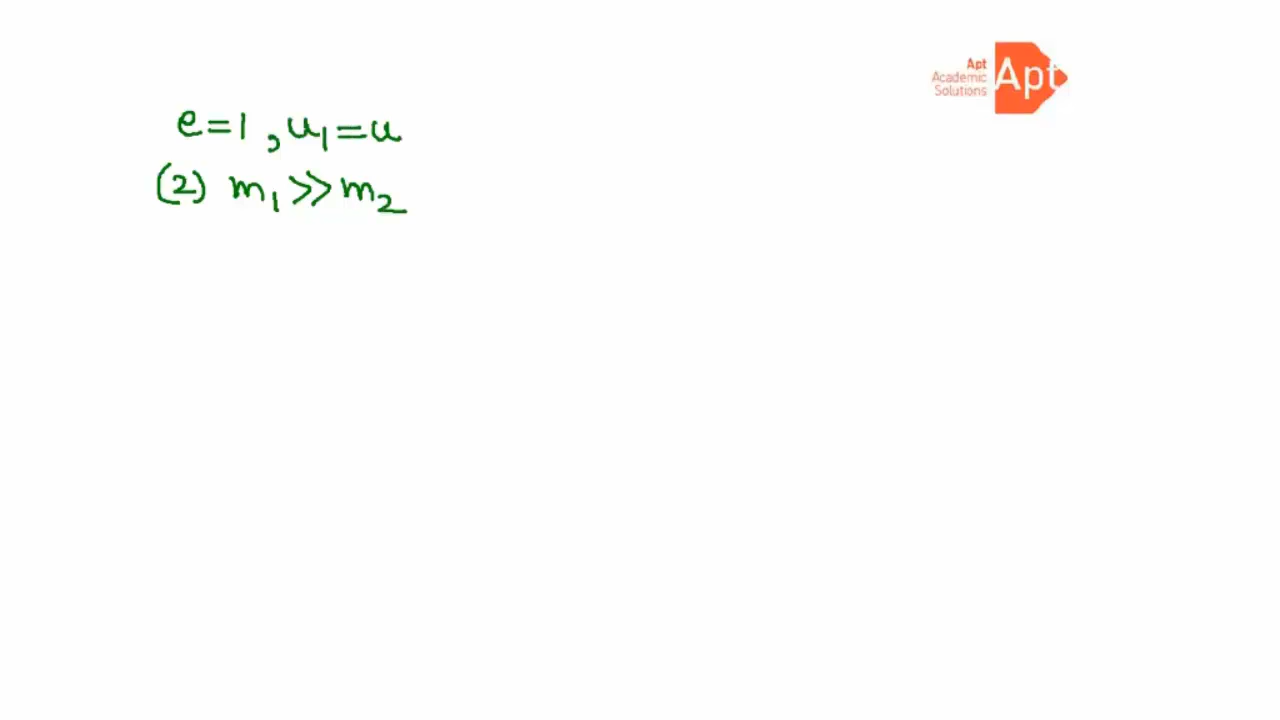 Apt
Academic
Solutions
Apt
e=1, u₁=u
(2) m₁>>m₂